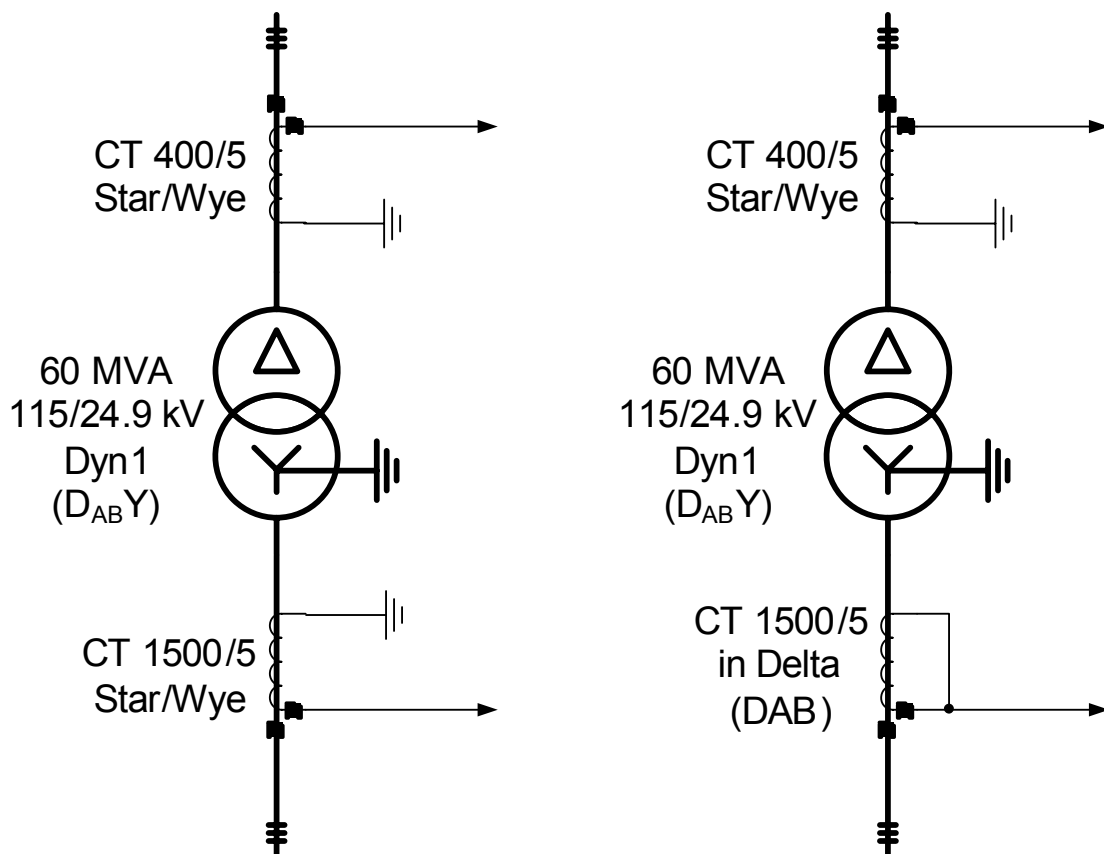 CT 400/5
Star/Wye
60 MVA
115/24.9 kV
Dyn1
(DABY)
CT 1500/5
Star/Wye
CT 400/5
Star/Wye
60 MVA
115/24.9 kV
Dyn1
(DABY)
CT 1500/5
in Delta
(DAB)